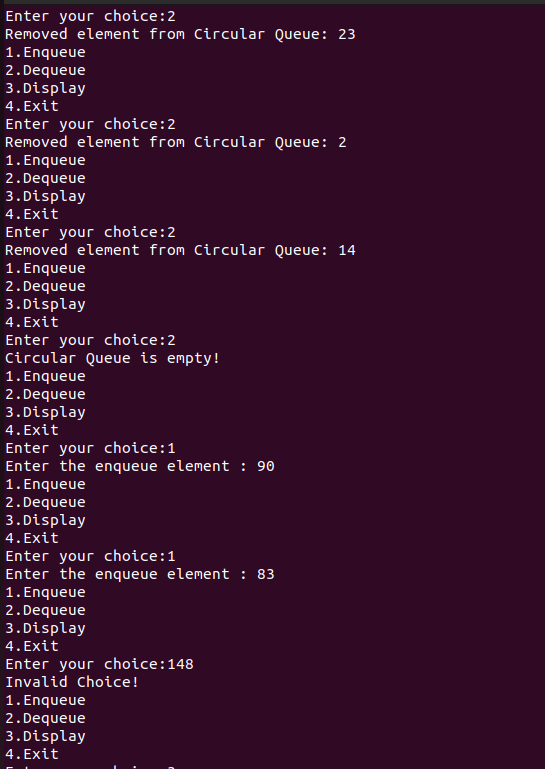 Enter your choice:2
Removed element from Circular Queue: 23
1.Enqueue
2.Dequeue
3.Display
4.Exit
Enter your choice:2
Removed element from Circular Queue: 2
1.Enqueue
2.Dequeue
3.Display
4.Exit
Enter your choice:2
Removed element from Circular Queue: 14
1.Enqueue
2.Dequeue
3.Display
4.Exit
Enter your choice:2
Circular Queue is empty!
1.Enqueue
2.Dequeue
3.Display
4.Exit
Enter your choice:1
Enter the enqueue element : 90
1.Enqueue
2.Dequeue
3.Display
4.Exit
Enter your choice:1
Enter the enqueue element : 83
1.Enqueue
2.Dequeue
3.Display
4.Exit
Enter your choice:148
Invalid Choice!
1.Enqueue
2.Dequeue
3.Display
4.Exit